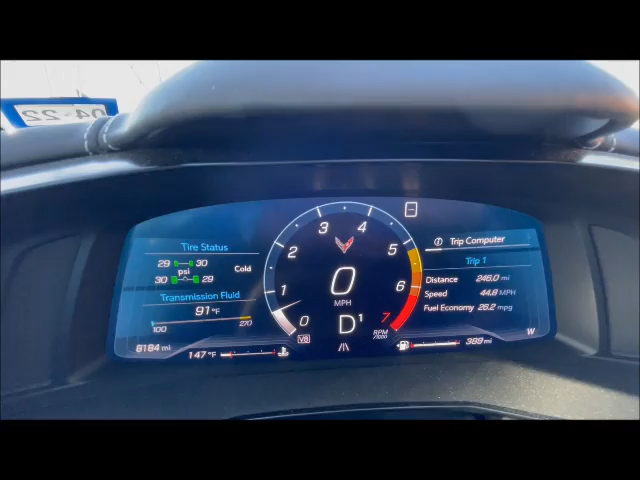 04-22
Tire Status
29 30
psi
30 29
Cold
Transmission Fluid
91 °F
100 270
8184 mi
147 °F
0 1 2 3 4 5 6 7
0
MPH
D1
V8
RPM
/1000
Trip Computer
Trip 1
Distance 246.0 mi
Speed 44.8 MPH
Fuel Economy 26.2 mpg
W
389 mi